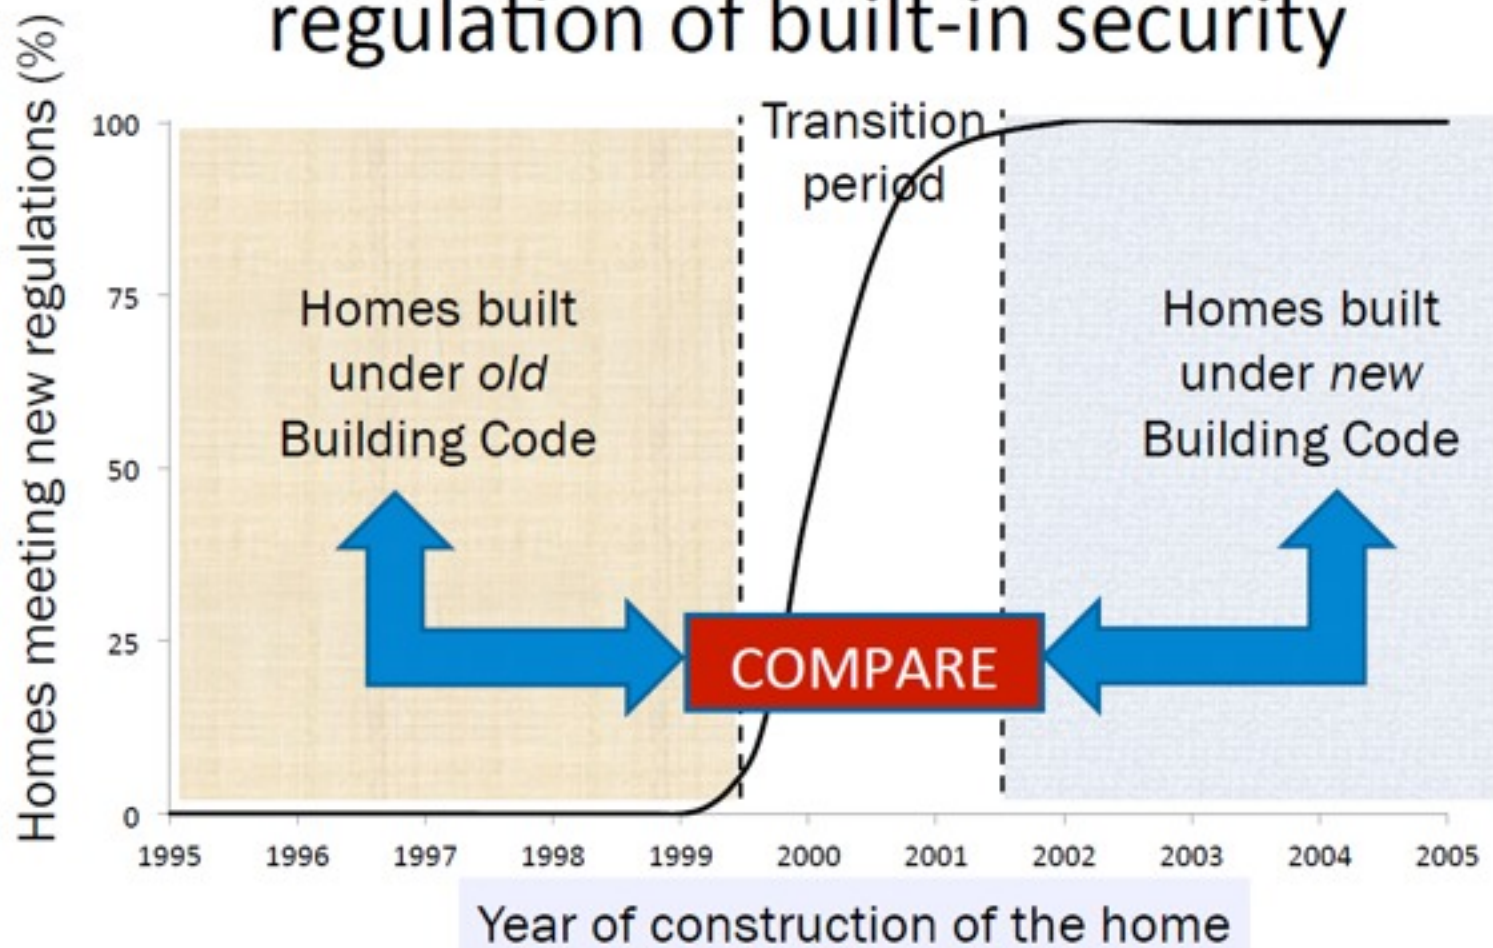 regulation of built-in security
Homes meeting new regulations (%)
100
75
50
25
0
Transition
period
Homes built
under old
Building Code
Homes built
under new
Building Code
COMPARE
1995 1996 1997 1998 1999 2000 2001 2002 2003 2004 2005
Year of construction of the home